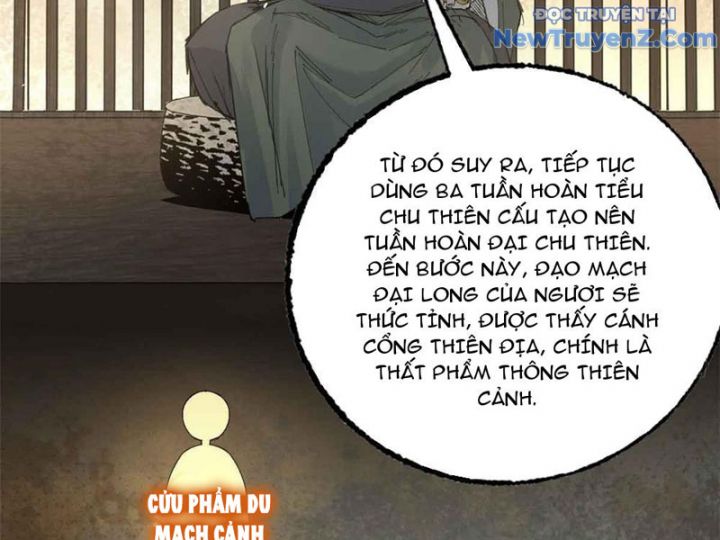 ĐỌC TRUYỆN TẠI
NewTruyenZ.com
TỪ ĐÓ SUY RA, TIẾP TỤC
DÙNG BA TUẦN HOÀN TIỂU
CHU THIÊN CẤU TẠO NÊN
TUẦN HOÀN ĐẠI CHU THIÊN.
ĐẾN BƯỚC NÀY, ĐẠO MẠCH
ĐẠI LONG CỦA NGƯƠI SẼ
THỨC TỈNH, ĐƯỢC THẤY CÁNH
CỔNG THIÊN ĐỊA, CHÍNH LÀ
THẤT PHẨM THÔNG THIÊN
CẢNH.
CỬU PHẨM DU
MẠCH CẢNH